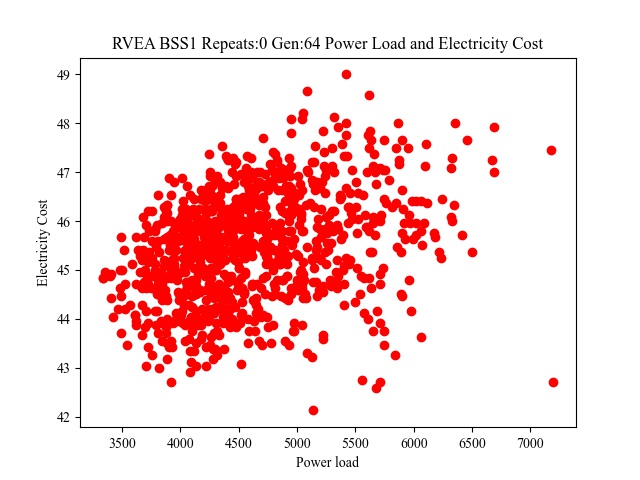 RVEA BSS1 Repeats:0 Gen:64 Power Load and Electricity Cost
49
48
47
46
45
44
43
42
Electricity Cost
3500 4000 4500 5000 5500 6000 6500 7000
Power load